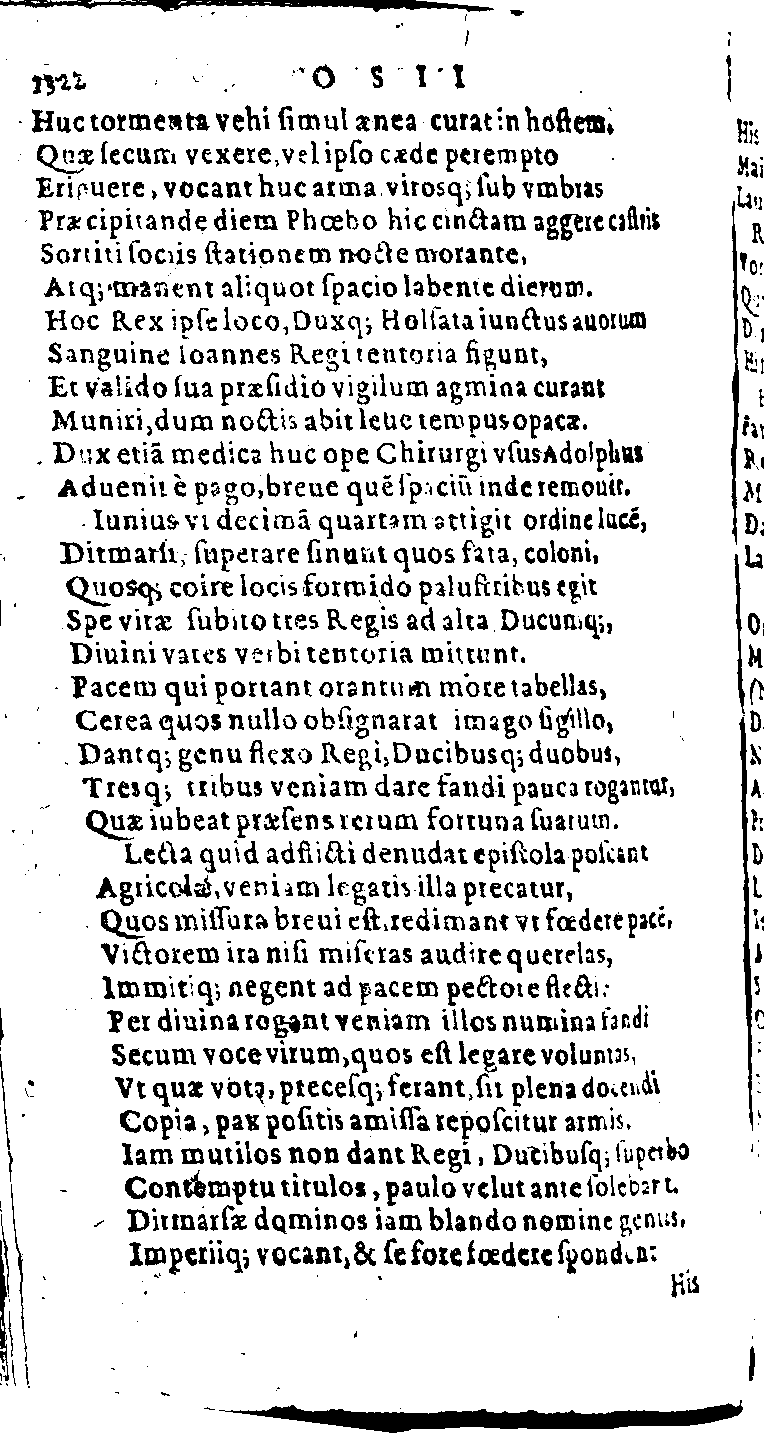 1322 O S I I
Huc tormenta vehi ſimul ænea curat in hoſtem,
Quæ ſecum vexere, vel ipſo cæde perempto
Eripuere, vocant huc arma virosq; ſub vmbras
Præcipitande diem Phœbo hic cinctam aggere caſtris
Sortiti ſociis ſtationem nocte morante,
Atq; manent aliquot ſpacio labente dierum.
Hoc Rex ipſe loco, Duxq; Holſata iunctus auorum
Sanguine Ioannes Regi tentoria figunt,
Et valido ſua præſidio vigilum agmina curant
Muniri, dum noctis abit leue tempus opacæ.
Dux etiā medica huc ope Chirurgi vſus Adolphus
Aduenit è pago, breue quē ſpaciū inde remouit.
Iunius vt decimā quartam attigit ordine lucē,
Ditmarſi, ſuperare ſinunt quos fata, coloni,
Quosq; coire locis formido paluſtribus egit
Spe vitæ ſubito tres Regis ad alta Ducumq;,
Diuini vates verbi tentoria mittunt.
Pacem qui portant orantum more tabellas,
Cerea quos nullo obſignarat imago ſigillo,
Dantq; genu flexo Regi, Ducibusq; duobus,
Tresq; tribus veniam dare fandi pauca rogantur,
Quæ iubeat præſens rerum fortuna ſuarum.
Lecta quid adflicti denudat epiſtola poſcant
Agricolæ, veniam legatis illa precatur,
Quos miſſura breui eſt, redimant vt fœdere pacē,
Victorem ira niſi miſeras audire querelas,
Immitiq; negent ad pacem pectore flecti:
Per diuina rogant veniam illos numina fandi
Secum voce virum, quos eſt legare voluntas,
Vt quæ vota, preceſq; ferant, ſit plena docendi
Copia, pax poſitis amiſſa repoſcitur armis.
Iam mutilos non dant Regi, Ducibuſq; ſuperbo
Contemptu titulos, paulo velut ante ſolebant.
Ditmarſæ dominos iam blando nomine genus,
Imperiiq; vocant, & ſe fore fœdere ſpondent
His